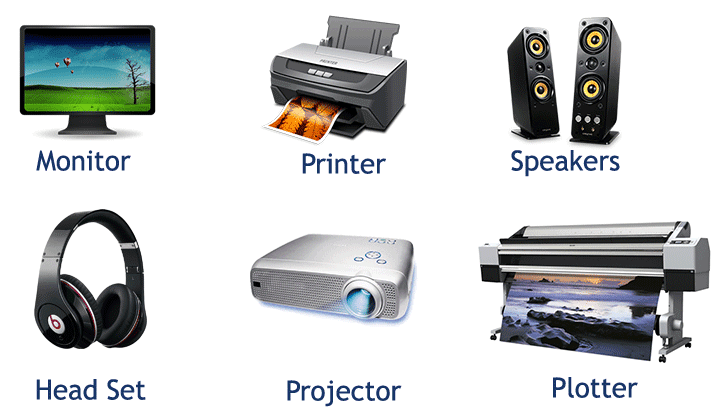 Monitor
Printer
Speakers
Head Set
Projector
Plotter